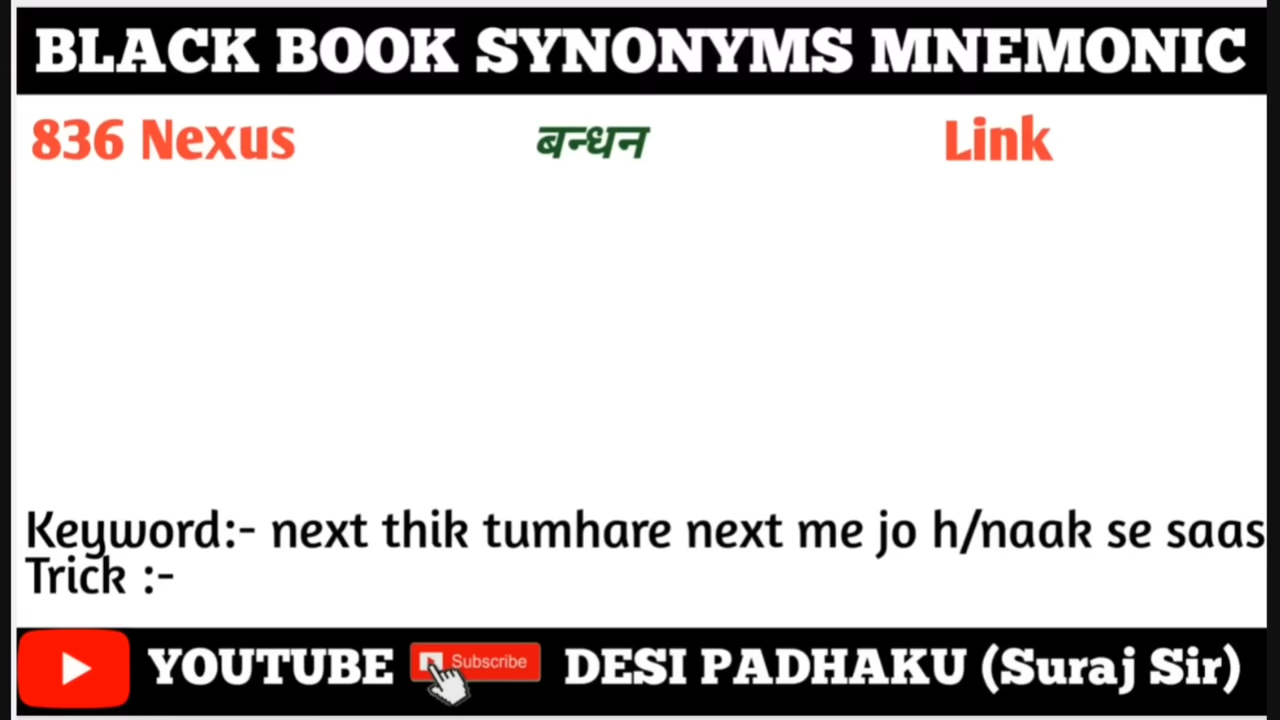 BLACK BOOK SYNONYMS MNEMONIC
836 Nexus बन्धन Link
Keyword:- next thik tumhare next me jo h/naak se saas
Trick :-
YOUTUBE Subscribe DESI PADHAKU (Suraj Sir)